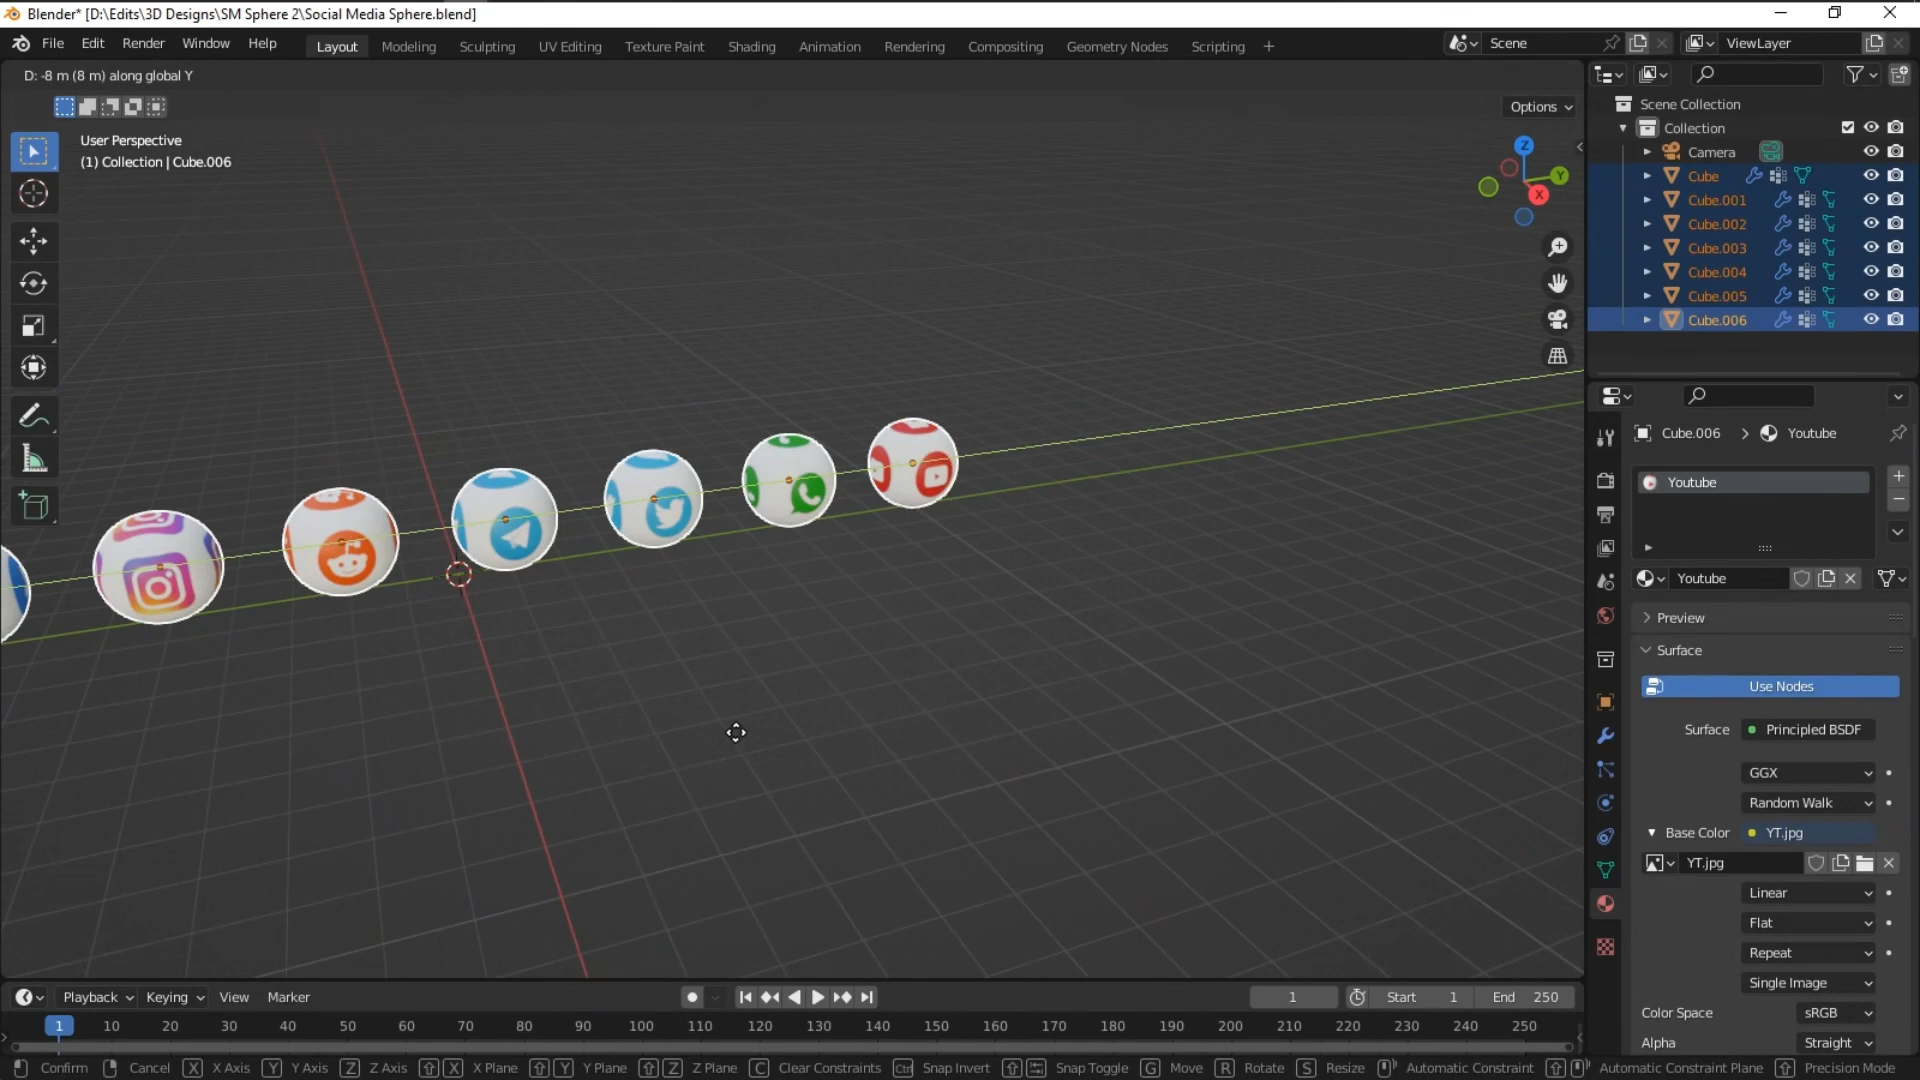 Blender* [D:\Edits\3D Designs\SM Sphere 2\Social Media Sphere.blend]
File Edit Render Window Help Layout Modeling Sculpting UV Editing Texture Paint Shading Animation Rendering Compositing Geometry Nodes Scripting + Scene ViewLayer
D: -8 m (8 m) along global Y
Options
User Perspective
(1) Collection | Cube.006
Z
Y
X
Scene Collection
Collection
Camera
Cube
Cube.001
Cube.002
Cube.003
Cube.004
Cube.005
Cube.006
Cube.006 > Youtube
Youtube
Youtube
Preview
Surface
Use Nodes
Surface Principled BSDF
GGX
Random Walk
Base Color YT.jpg
YT.jpg
Linear
Flat
Repeat
Single Image
Color Space sRGB
Alpha Straight
Playback Keying View Marker 1 Start 1 End 250
1 10 20 30 40 50 60 70 80 90 100 110 120 130 140 150 160 170 180 190 200 210 220 230 240 250
Confirm Cancel X X Axis Y Y Axis Z Z Axis X X Plane Y Y Plane Z Z Plane C Clear Constraints Ctrl Snap Invert Snap Toggle G Move R Rotate S Resize Automatic Constraint Automatic Constraint Plane Precision Mode